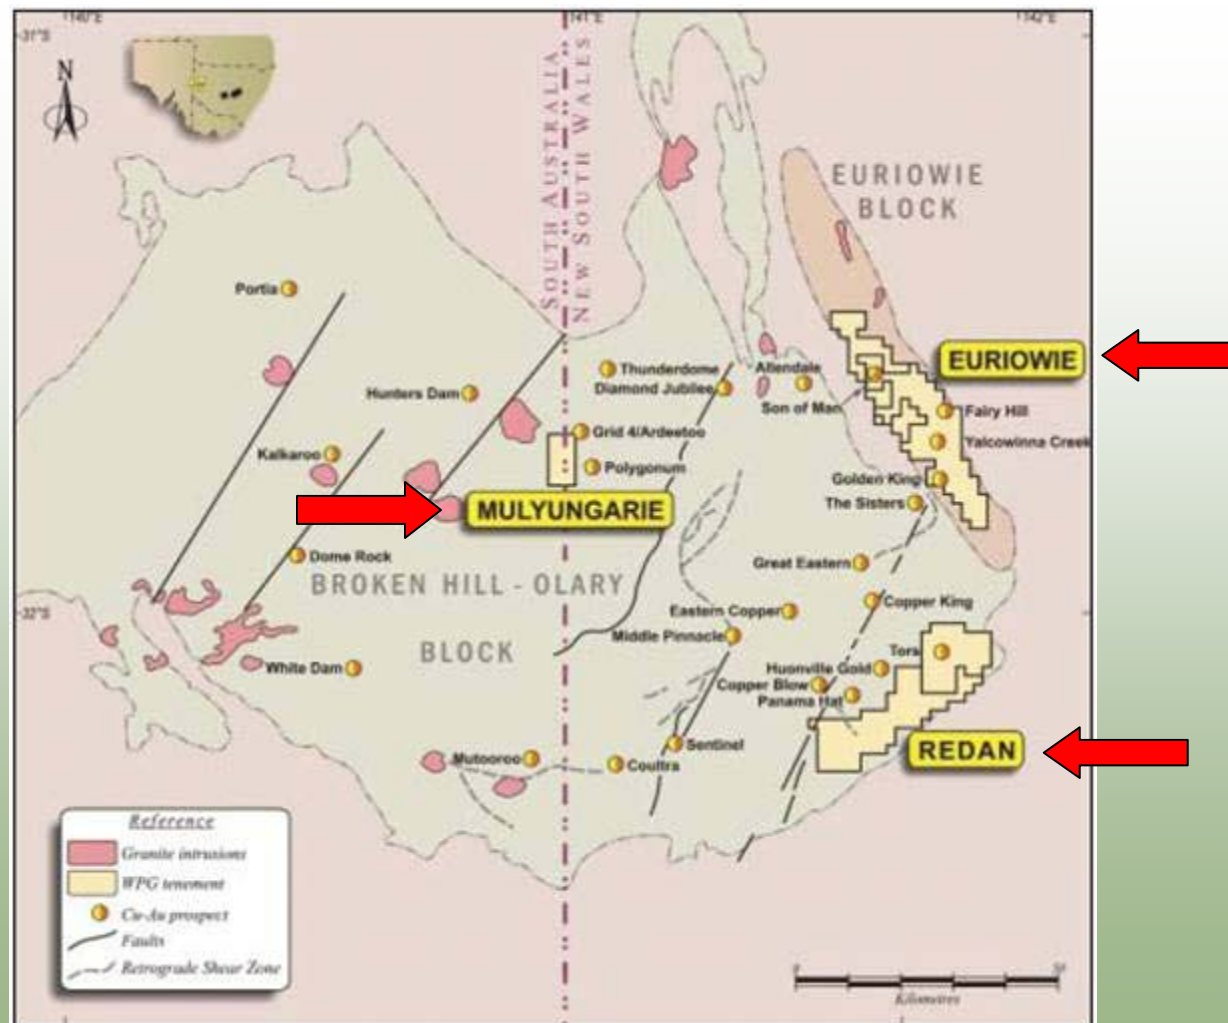 140°E
141°E
142°E
31°S
N
SOUTH AUSTRALIA
NEW SOUTH WALES
EURIOWIE
BLOCK
Portia
EURIOWIE
Thunderdome
Allendale
Diamond Jubilee
Hunters Dam
Son of Man
Fairy Hill
Grid 4/Ardeetoo
Yalcowinna Creek
Kalkaroo
Polygonum
Golden King
The Sisters
MULYUNGARIE
Dome Rock
Great Eastern
BROKEN HILL - OLARY
BLOCK
32°S
Eastern Copper
Copper King
Middle Pinnacle
Tors
White Dam
Huonville Gold
Copper Blow
Panama Hat
Sentinel
REDAN
Mutooroo
Coultra
Reference
Granite intrusions
WPG tenement
Cu-Au prospect
Faults
Retrograde Shear Zone
0
Kilometres